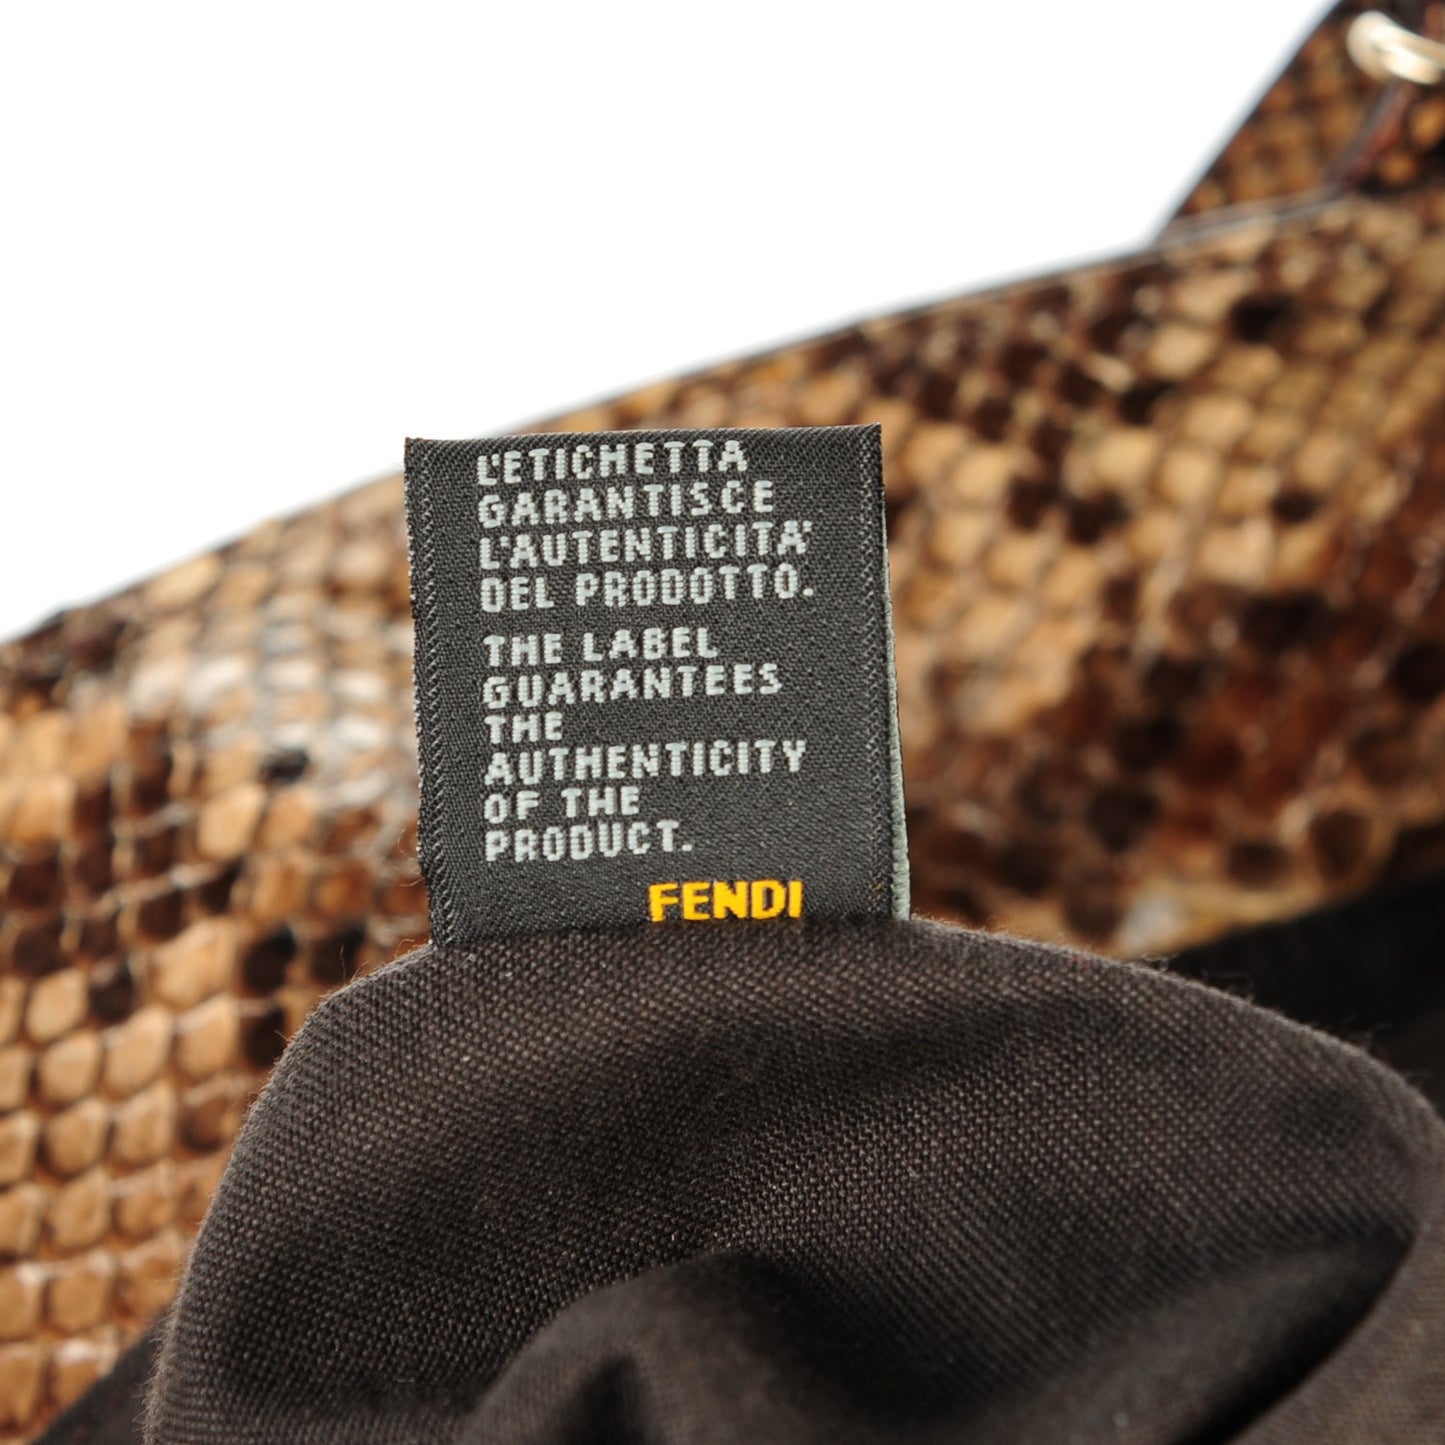 L'ETICHETTA
GARANTISCE
L'AUTENTICITA'
DEL PRODOTTO.
THE LABEL
GUARANTEES
THE
AUTHENTICITY
OF THE
PRODUCT.
FENDI